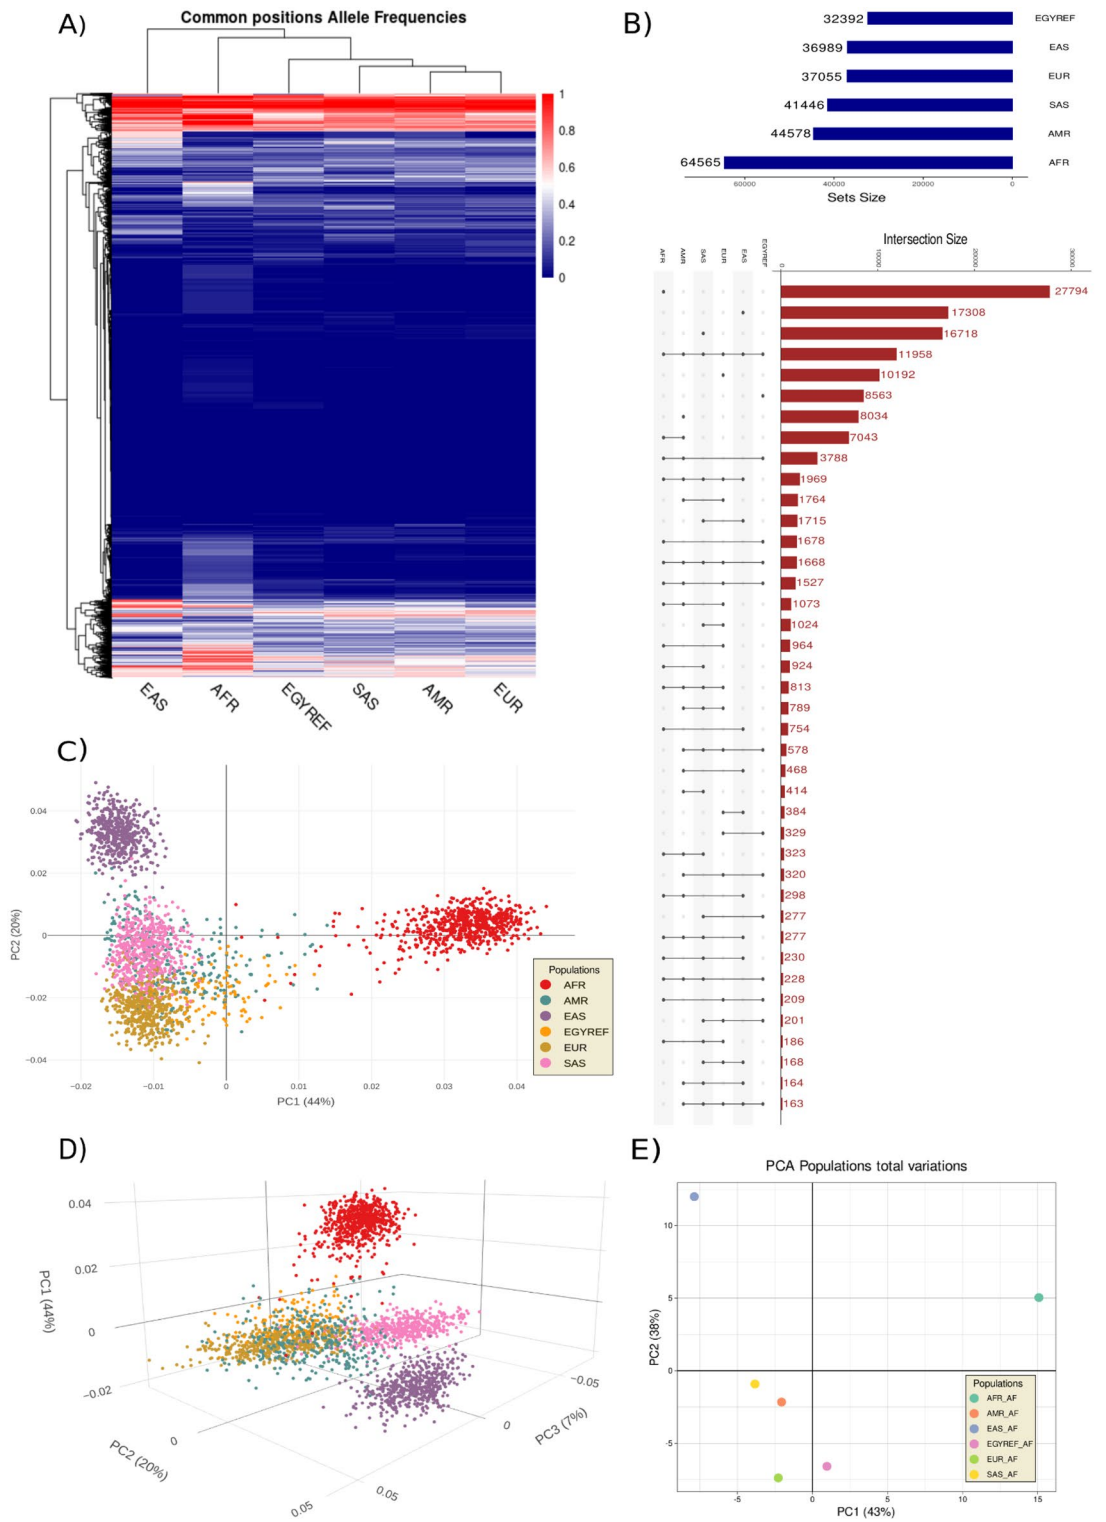 A)
Common positions Allele Frequencies
1
0.8
0.6
0.4
0.2
0
EAS
AFR
EGYREF
SAS
AMR
EUR
B)
32392 EGYREF
36989 EAS
37055 EUR
41446 SAS
44578 AMR
64565 AFR
60000 40000 20000 0
Sets Size
Intersection Size
AFR AMR SAS EUR EAS EGYREF
0 10000 20000 30000
27794
17308
16718
11958
10192
8563
8034
7043
3788
1969
1764
1715
1678
1668
1527
1073
1024
964
924
813
789
754
578
468
414
384
329
323
320
298
277
277
230
228
209
201
186
168
164
163
C)
0.04
0.02
0
−0.02
−0.04
PC2 (20%)
−0.02 −0.01 0 0.01 0.02 0.03 0.04
PC1 (44%)
Populations
AFR
AMR
EAS
EGYREF
EUR
SAS
D)
0.04
0.02
0
−0.02
PC1 (44%)
0
0.05
PC2 (20%)
−0.05
0
0.05
PC3 (7%)
E)
PCA Populations total variations
10
5
0
-5
PC2 (38%)
-5 0 5 10 15
PC1 (43%)
Populations
AFR_AF
AMR_AF
EAS_AF
EGYREF_AF
EUR_AF
SAS_AF